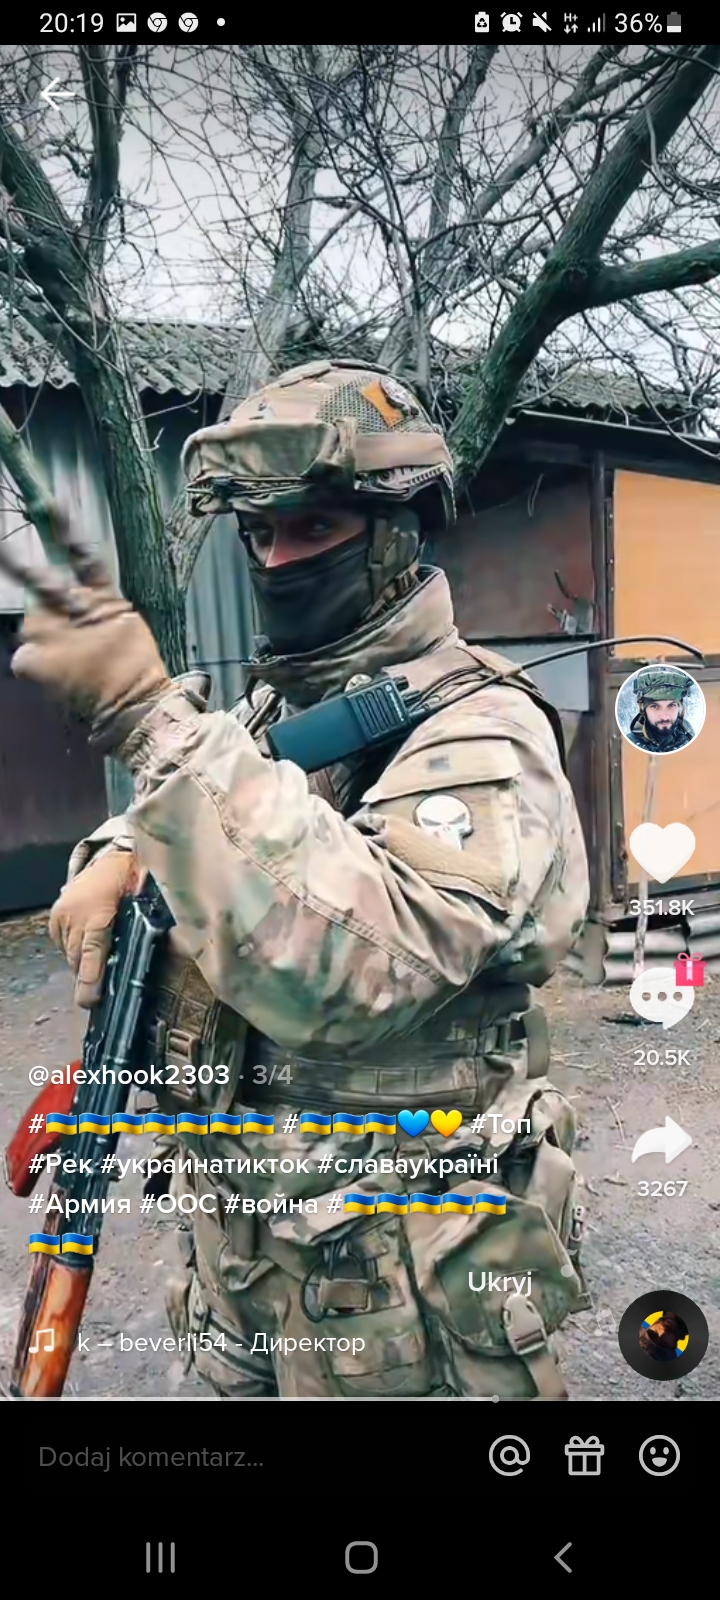 20:19
36%
351.8K
20.5K
@alexhook2303 · 3/4
#🇺🇦🇺🇦🇺🇦🇺🇦🇺🇦🇺🇦🇺🇦 #🇺🇦🇺🇦🇺🇦💙💛 #Топ
#Рек #украинатикток #славаукраїні
3267
#Армия #ООС #война #🇺🇦🇺🇦🇺🇦🇺🇦🇺🇦
🇺🇦🇺🇦
Ukryj
k – beverli54 - Директор
Dodaj komentarz...